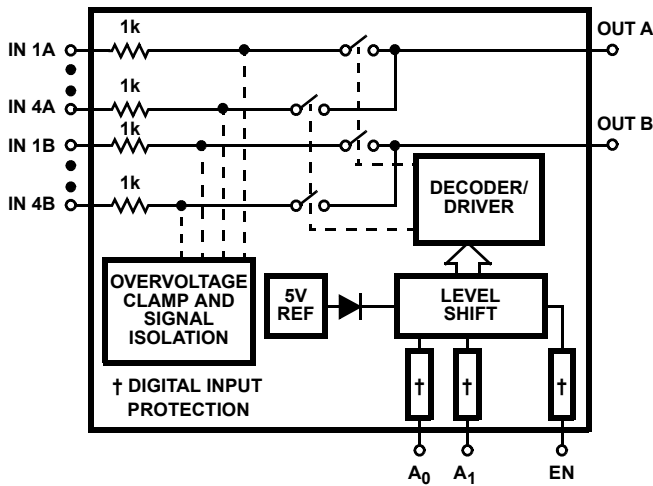 1k
OUT A
IN 1A
1k
IN 4A
1k
OUT B
IN 1B
1k
IN 4B
DECODER/
DRIVER
OVERVOLTAGE
CLAMP AND
SIGNAL
ISOLATION
5V
REF
LEVEL
SHIFT
† DIGITAL INPUT
PROTECTION
† † †
A0 A1 EN